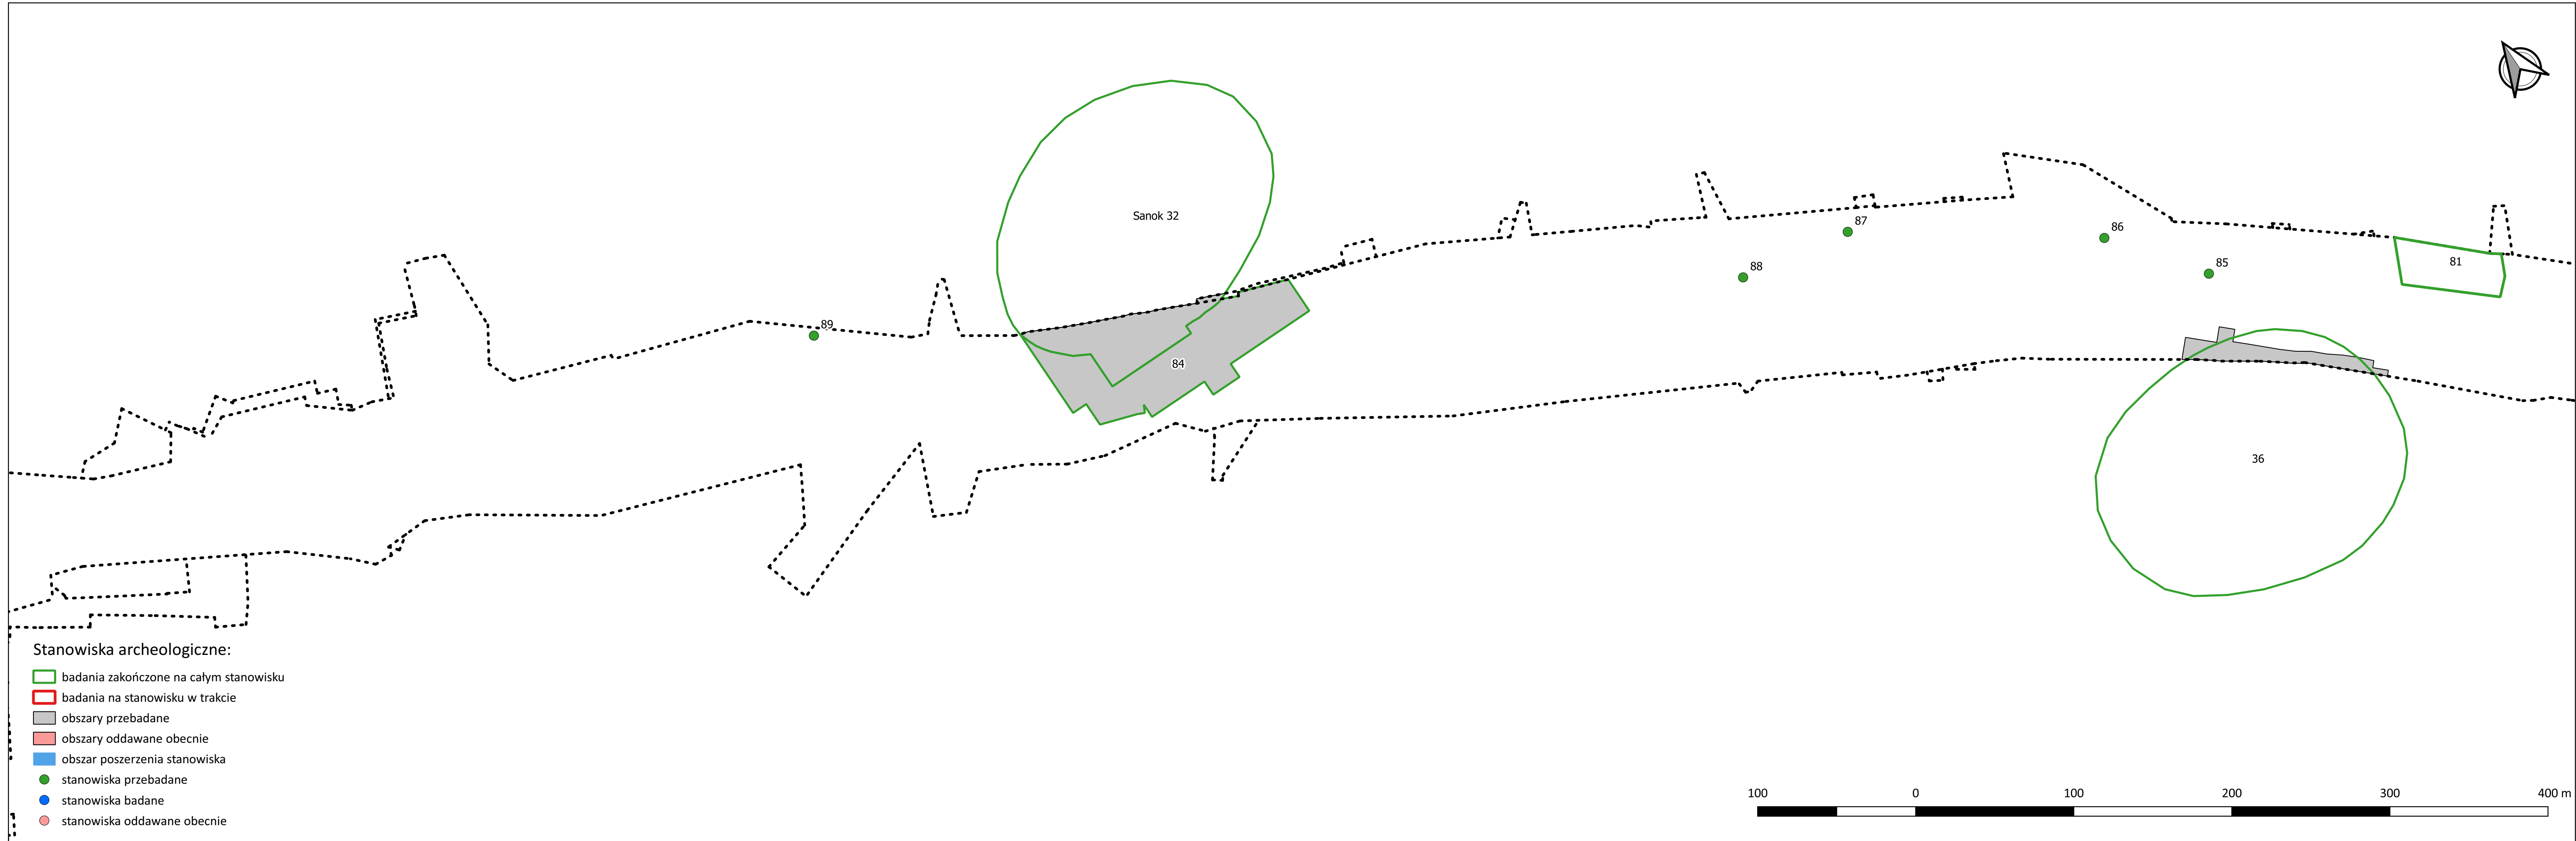 Sanok 32
87
86
88
85
81
89
84
36
Stanowiska archeologiczne:
badania zakończone na całym stanowisku
badania na stanowisku w trakcie
obszary przebadane
obszary oddawane obecnie
obszar poszerzenia stanowiska
stanowiska przebadane
stanowiska badane
stanowiska oddawane obecnie
100 0 100 200 300 400 m